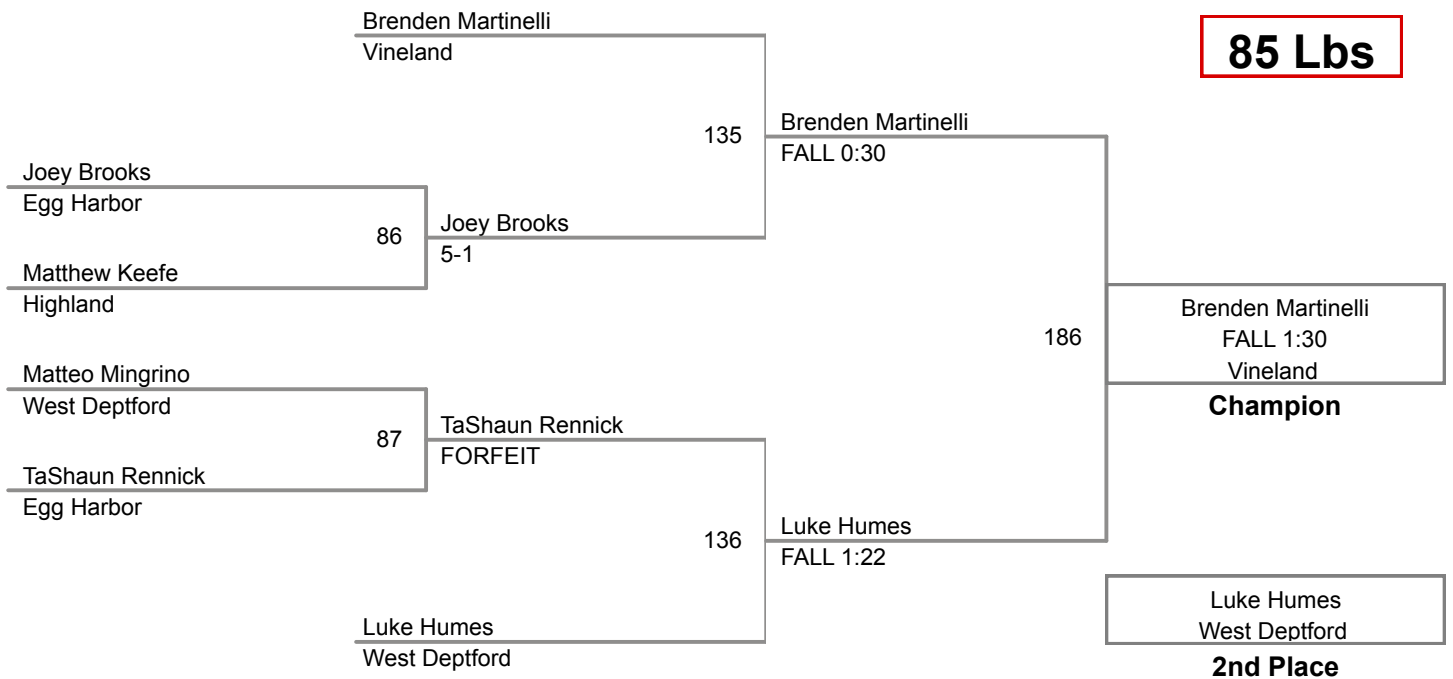 Brenden Martinelli
Vineland
85 Lbs
135
Brenden Martinelli
FALL 0:30
Joey Brooks
Egg Harbor
86
Joey Brooks
5-1
Matthew Keefe
Highland
186
Brenden Martinelli
FALL 1:30
Vineland
Champion
Matteo Mingrino
West Deptford
87
TaShaun Rennick
FORFEIT
TaShaun Rennick
Egg Harbor
136
Luke Humes
FALL 1:22
Luke Humes
West Deptford
Luke Humes
West Deptford
2nd Place